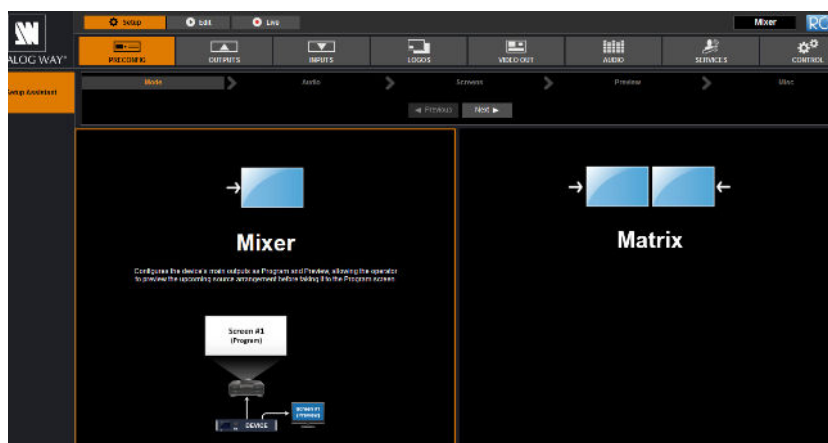 Setup Edit Live Mixer RC
ALOG WAY®
PRECONFIG OUTPUTS INPUTS LOGOS VIDEO OUT AUDIO SERVICES CONTROL
Setup Assistant
Mode Audio Screens Preview Misc
◄ Previous Next ►
Mixer
Configures the device's main outputs as Program and Preview, allowing the operator
to preview the upcoming source arrangement before taking it to the Program screen
Screen #1
(Program)
DEVICE
Matrix